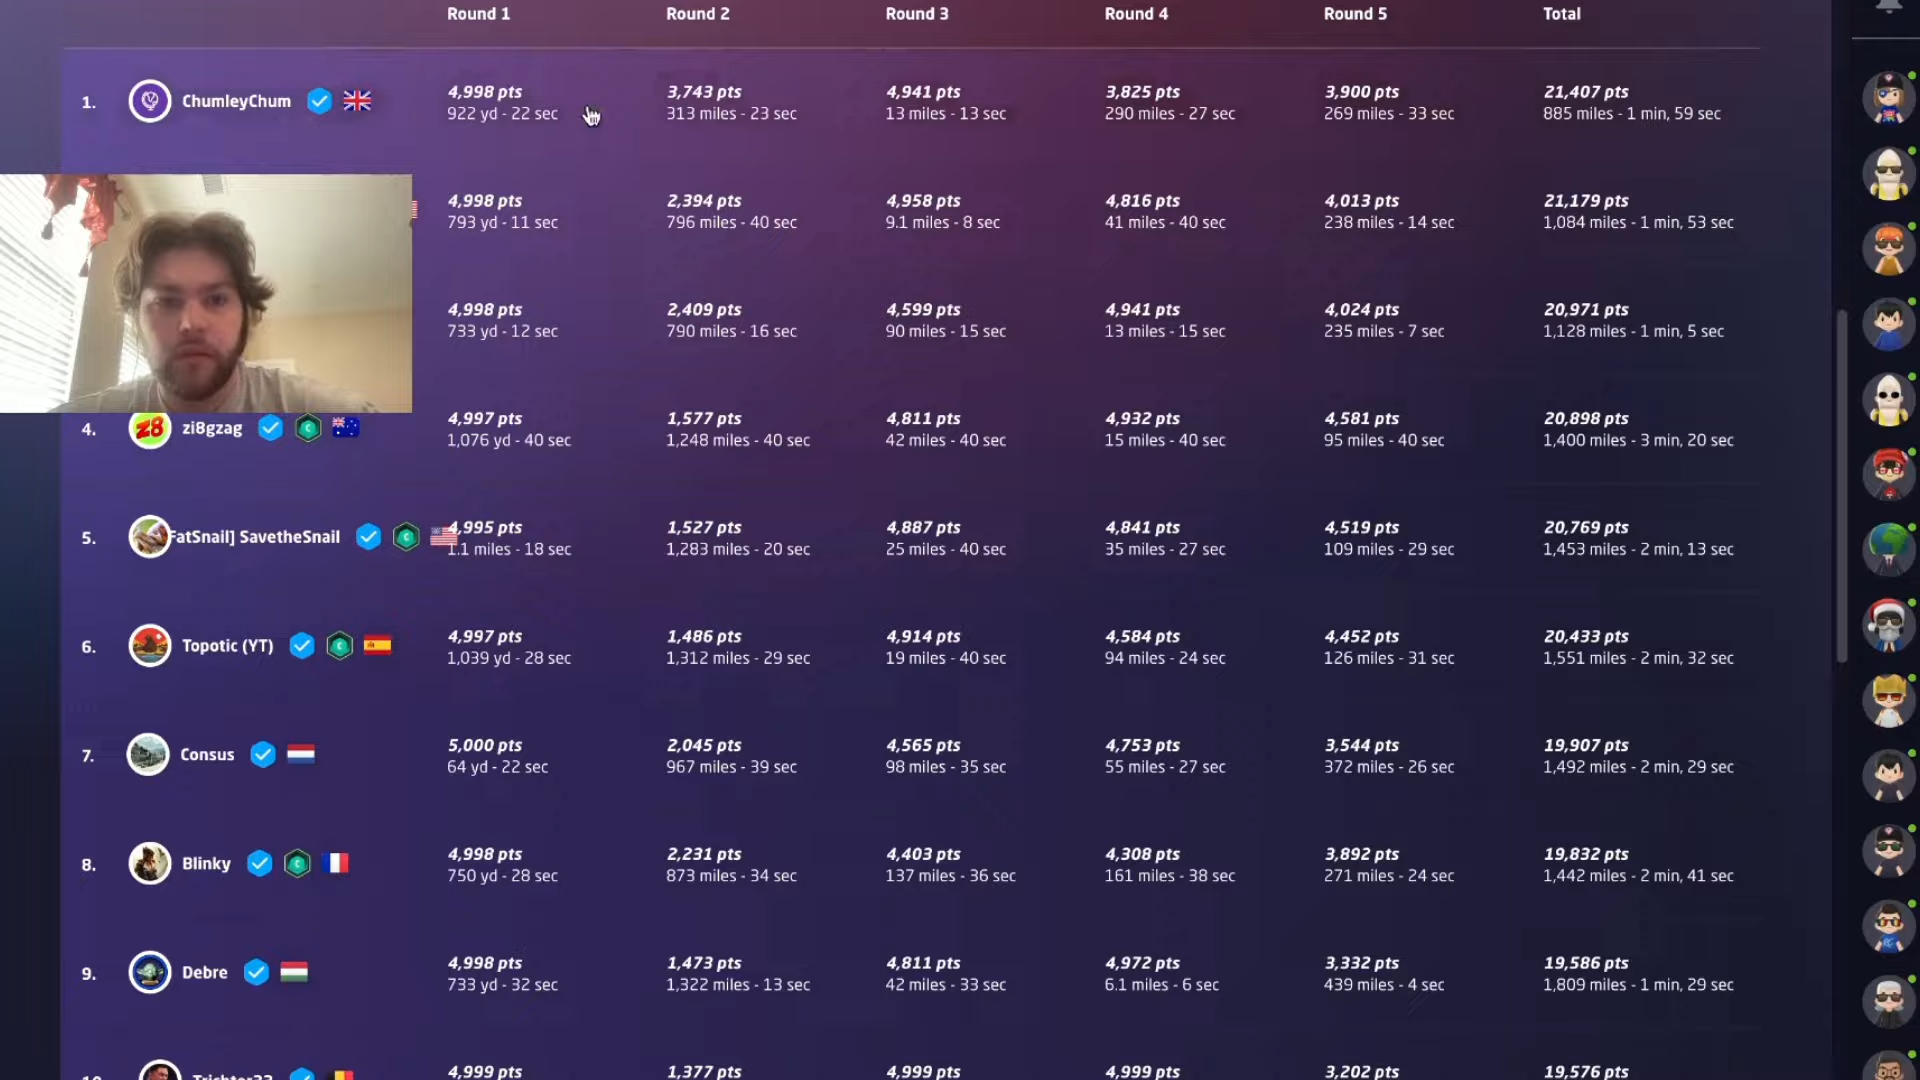 Round 1 Round 2 Round 3 Round 4 Round 5 Total
1. ChumleyChum 4,998 pts 3,743 pts 4,941 pts 3,825 pts 3,900 pts 21,407 pts
922 yd - 22 sec 313 miles - 23 sec 13 miles - 13 sec 290 miles - 27 sec 269 miles - 33 sec 885 miles - 1 min, 59 sec
4,998 pts 2,394 pts 4,958 pts 4,816 pts 4,013 pts 21,179 pts
793 yd - 11 sec 796 miles - 40 sec 9.1 miles - 8 sec 41 miles - 40 sec 238 miles - 14 sec 1,084 miles - 1 min, 53 sec
4,998 pts 2,409 pts 4,599 pts 4,941 pts 4,024 pts 20,971 pts
733 yd - 12 sec 790 miles - 16 sec 90 miles - 15 sec 13 miles - 15 sec 235 miles - 7 sec 1,128 miles - 1 min, 5 sec
4. z8 zi8gzag 4,997 pts 1,577 pts 4,811 pts 4,932 pts 4,581 pts 20,898 pts
1,076 yd - 40 sec 1,248 miles - 40 sec 42 miles - 40 sec 15 miles - 40 sec 95 miles - 40 sec 1,400 miles - 3 min, 20 sec
5. FatSnail] SavetheSnail 4,995 pts 1,527 pts 4,887 pts 4,841 pts 4,519 pts 20,769 pts
1.1 miles - 18 sec 1,283 miles - 20 sec 25 miles - 40 sec 35 miles - 27 sec 109 miles - 29 sec 1,453 miles - 2 min, 13 sec
6. Topotic (YT) 4,997 pts 1,486 pts 4,914 pts 4,584 pts 4,452 pts 20,433 pts
1,039 yd - 28 sec 1,312 miles - 29 sec 19 miles - 40 sec 94 miles - 24 sec 126 miles - 31 sec 1,551 miles - 2 min, 32 sec
7. Consus 5,000 pts 2,045 pts 4,565 pts 4,753 pts 3,544 pts 19,907 pts
64 yd - 22 sec 967 miles - 39 sec 98 miles - 35 sec 55 miles - 27 sec 372 miles - 26 sec 1,492 miles - 2 min, 29 sec
8. Blinky 4,998 pts 2,231 pts 4,403 pts 4,308 pts 3,892 pts 19,832 pts
750 yd - 28 sec 873 miles - 34 sec 137 miles - 36 sec 161 miles - 38 sec 271 miles - 24 sec 1,442 miles - 2 min, 41 sec
9. Debre 4,998 pts 1,473 pts 4,811 pts 4,972 pts 3,332 pts 19,586 pts
733 yd - 32 sec 1,322 miles - 13 sec 42 miles - 33 sec 6.1 miles - 6 sec 439 miles - 4 sec 1,809 miles - 1 min, 29 sec
4,999 pts 1,377 pts 4,999 pts 4,999 pts 3,202 pts 19,576 pts